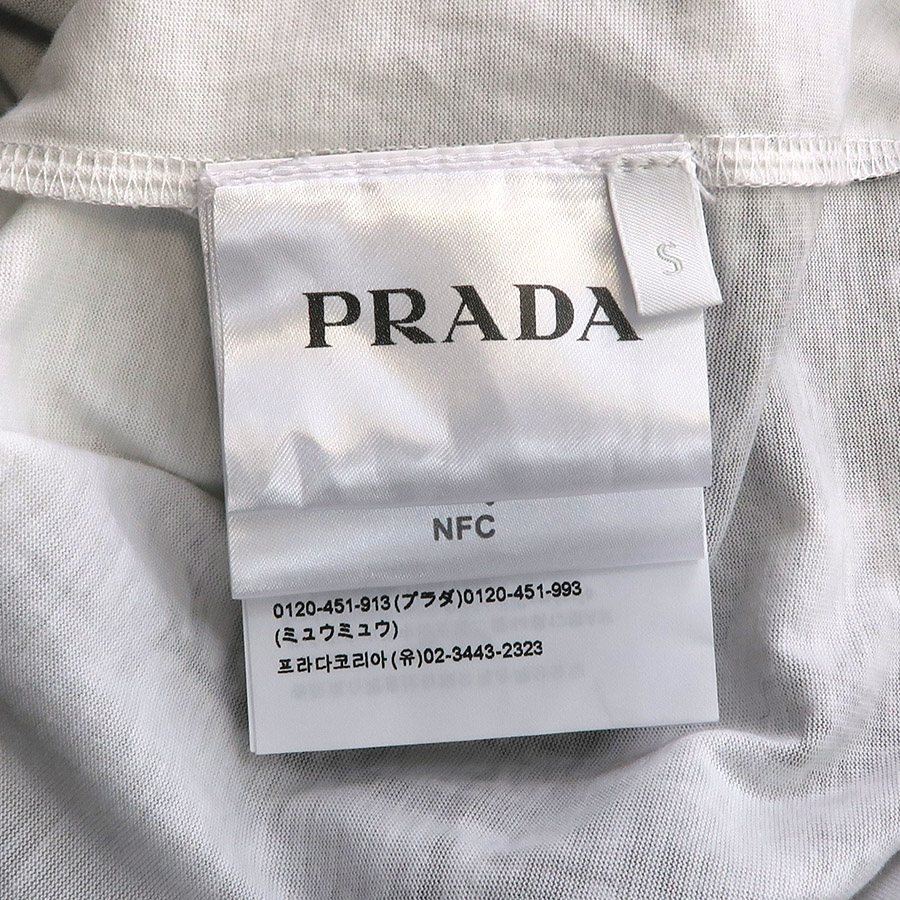 S
PRADA
NFC
0120-451-913(プラダ)0120-451-993
(ミュウミュウ)
프라다코리아(유)02-3443-2323